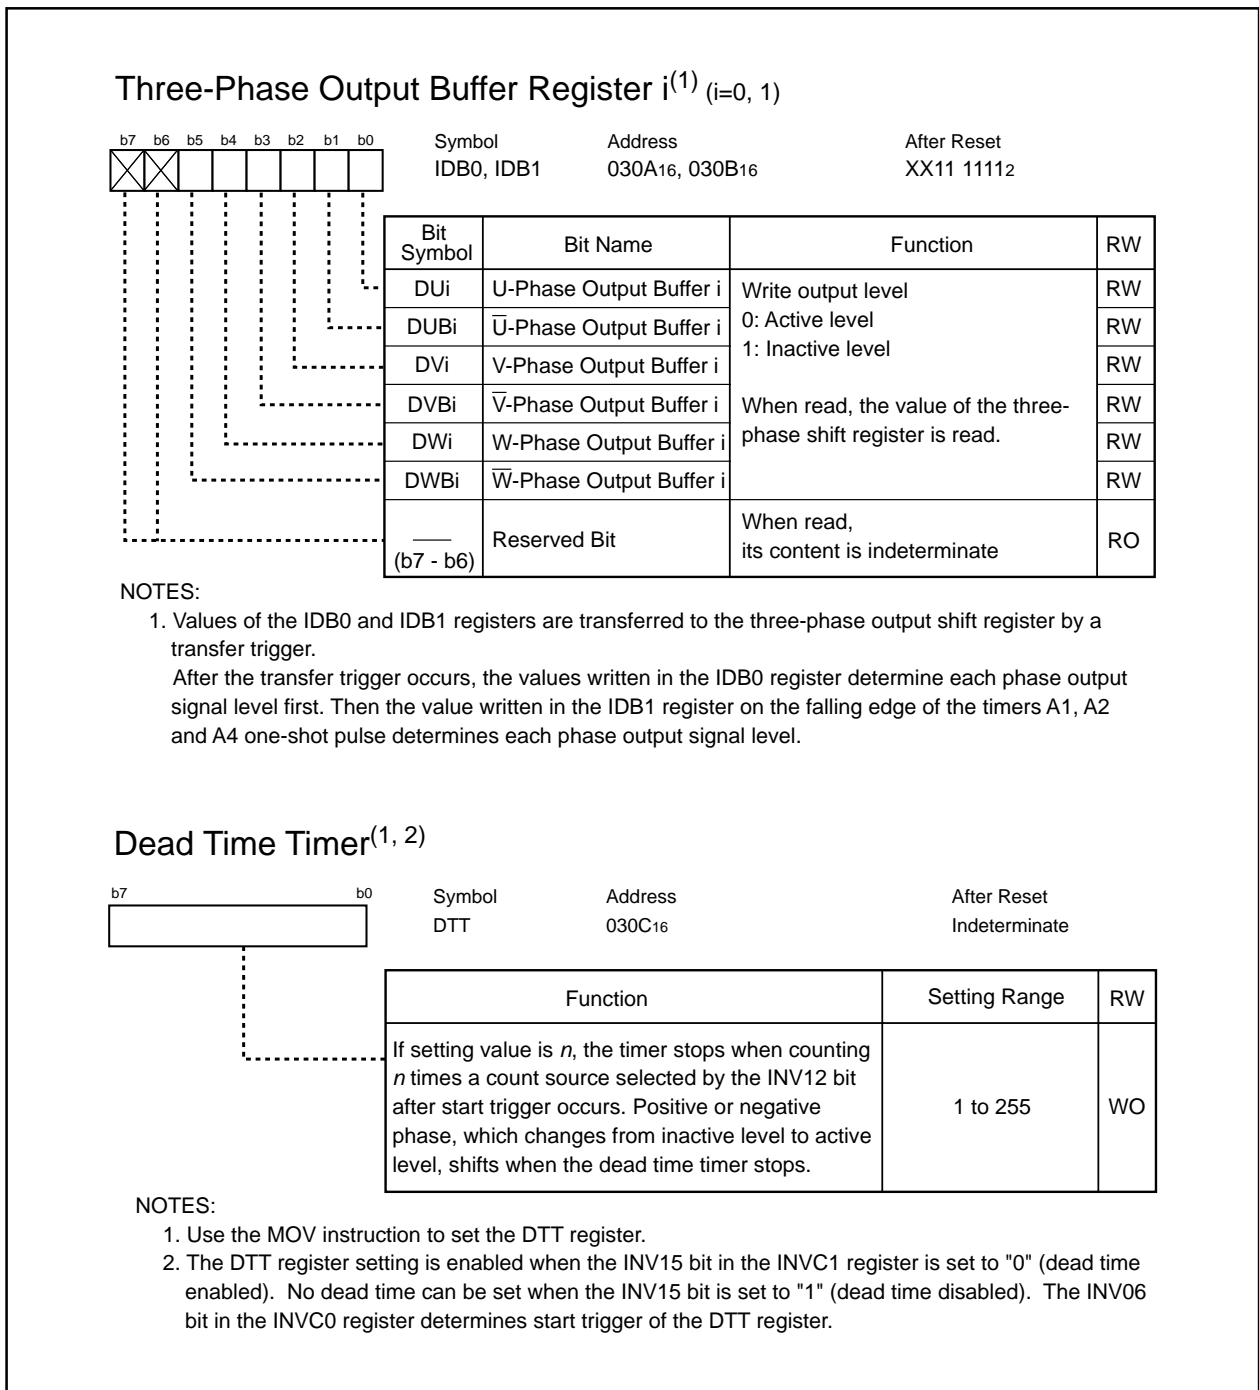 Three-Phase Output Buffer Register i(1) (i=0, 1)
b7 b6 b5 b4 b3 b2 b1 b0
Symbol Address After Reset
IDB0, IDB1 030A16, 030B16 XX11 11112
Bit Symbol Bit Name Function RW
DUi U-Phase Output Buffer i RW
DUBi U̅-Phase Output Buffer i RW
DVi V-Phase Output Buffer i RW
DVBi V̅-Phase Output Buffer i RW
DWi W-Phase Output Buffer i RW
DWBi W̅-Phase Output Buffer i RW
Write output level
0: Active level
1: Inactive level
When read, the value of the three-
phase shift register is read.
(b7 - b6) Reserved Bit
When read,
its content is indeterminate
RO
NOTES:
1. Values of the IDB0 and IDB1 registers are transferred to the three-phase output shift register by a
transfer trigger.
After the transfer trigger occurs, the values written in the IDB0 register determine each phase output
signal level first. Then the value written in the IDB1 register on the falling edge of the timers A1, A2
and A4 one-shot pulse determines each phase output signal level.
Dead Time Timer(1, 2)
b7 b0
Symbol Address After Reset
DTT 030C16 Indeterminate
Function Setting Range RW
If setting value is n, the timer stops when counting
n times a count source selected by the INV12 bit
after start trigger occurs. Positive or negative
phase, which changes from inactive level to active
level, shifts when the dead time timer stops.
1 to 255 WO
NOTES:
1. Use the MOV instruction to set the DTT register.
2. The DTT register setting is enabled when the INV15 bit in the INVC1 register is set to "0" (dead time
enabled). No dead time can be set when the INV15 bit is set to "1" (dead time disabled). The INV06
bit in the INVC0 register determines start trigger of the DTT register.